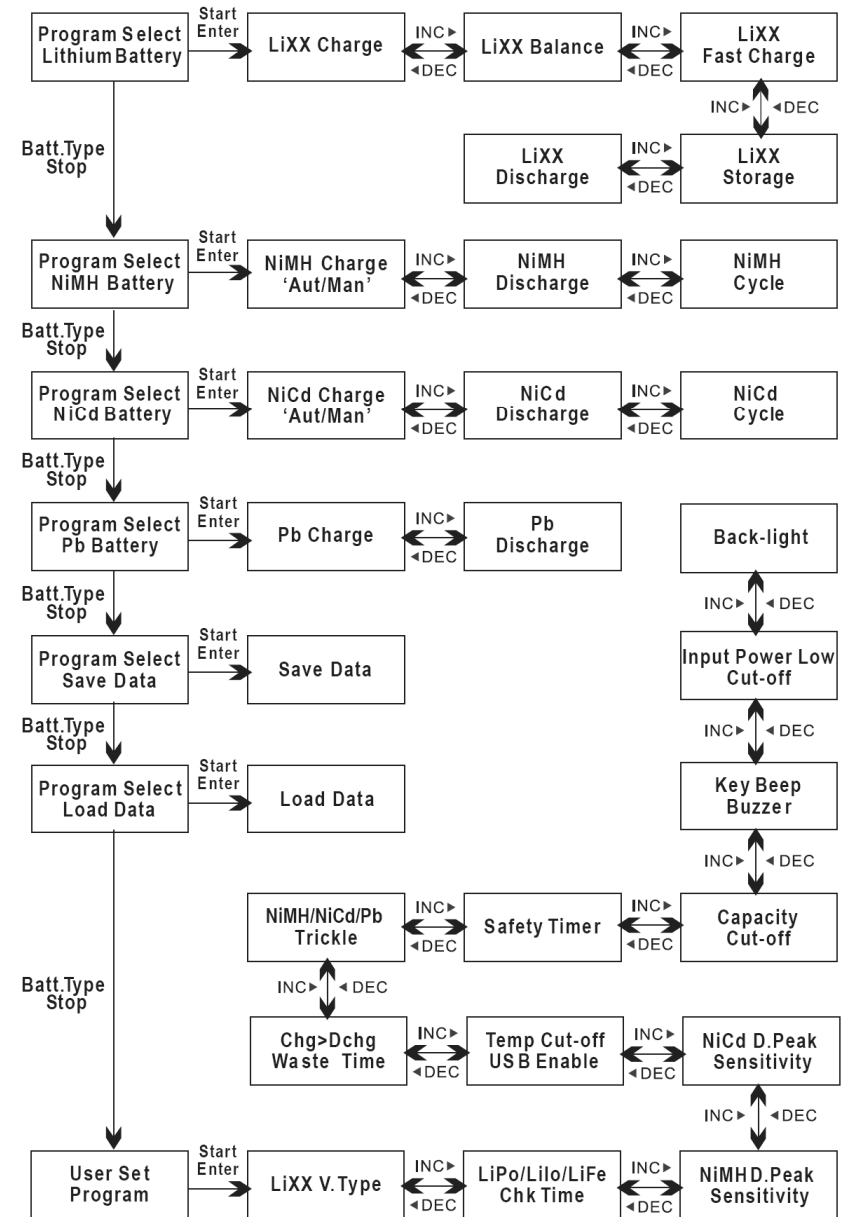 Start
Enter
Program Select
Lithium Battery
LiXX Charge
INC▶
◀DEC
LiXX Balance
INC▶
◀DEC
LiXX
Fast Charge
INC▶ ◀DEC
Batt.Type
Stop
LiXX
Discharge
INC▶
◀DEC
LiXX
Storage
Start
Enter
Program Select
NiMH Battery
NiMH Charge
‘Aut/Man’
INC▶
◀DEC
NiMH
Discharge
INC▶
◀DEC
NiMH
Cycle
Batt.Type
Stop
Start
Enter
Program Select
NiCd Battery
NiCd Charge
‘Aut/Man’
INC▶
◀DEC
NiCd
Discharge
INC▶
◀DEC
NiCd
Cycle
Batt.Type
Stop
Start
Enter
Program Select
Pb Battery
Pb Charge
INC▶
◀DEC
Pb
Discharge
Back-light
Batt.Type
Stop
INC▶ ◀DEC
Start
Enter
Program Select
Save Data
Save Data
Input Power Low
Cut-off
Batt.Type
Stop
INC▶ ◀DEC
Start
Enter
Program Select
Load Data
Load Data
Key Beep
Buzzer
INC▶ ◀DEC
NiMH/NiCd/Pb
Trickle
INC▶
◀DEC
Safety Timer
INC▶
◀DEC
Capacity
Cut-off
Batt.Type
Stop
INC▶ ◀DEC
Chg>Dchg
Waste Time
INC▶
◀DEC
Temp Cut-off
USB Enable
INC▶
◀DEC
NiCd D.Peak
Sensitivity
INC▶ ◀DEC
Start
Enter
User Set
Program
LiXX V.Type
INC▶
◀DEC
LiPo/LiIo/LiFe
Chk Time
INC▶
◀DEC
NiMHD.Peak
Sensitivity